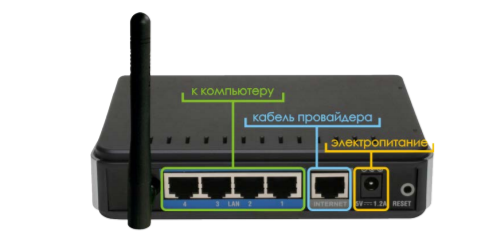 к компьютеру
кабель провайдера
электропитание
4 3 LAN 2 1
INTERNET
5V 1.2A
RESET